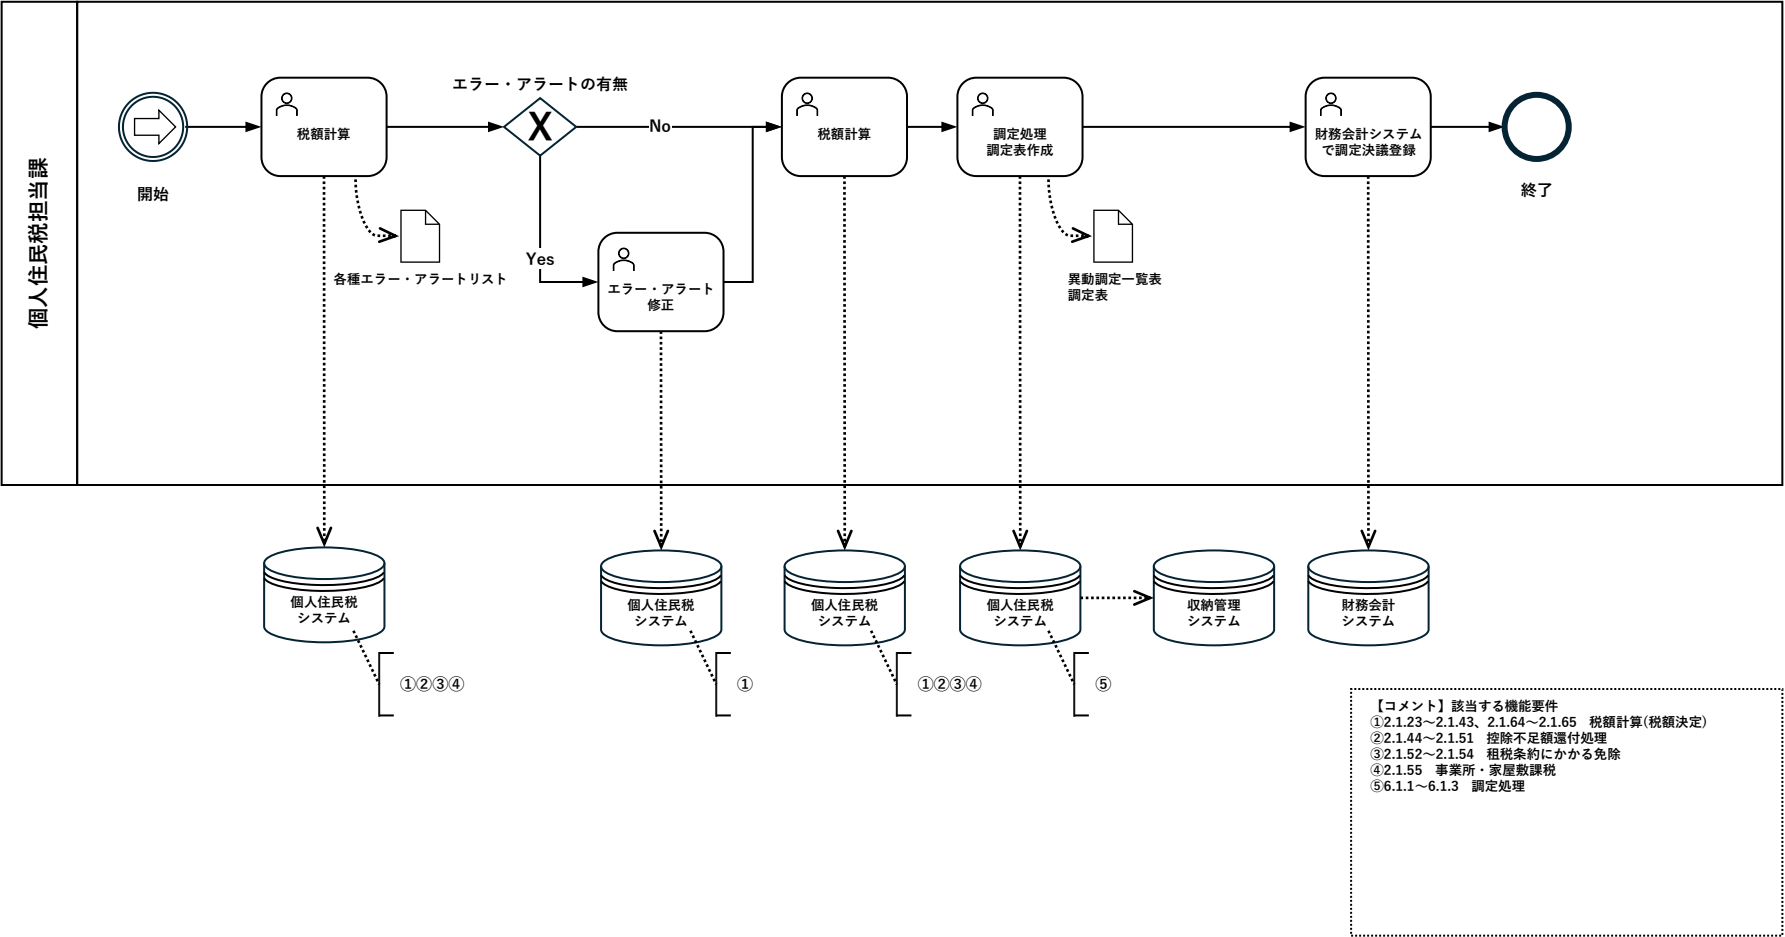 個人住民税担当課
開始
税額計算
各種エラー・アラートリスト
エラー・アラートの有無
X
No
Yes
エラー・アラート
修正
税額計算
調定処理
調定表作成
異動調定一覧表
調定表
財務会計システム
で調定決議登録
終了
個人住民税
システム
①②③④
個人住民税
システム
①
個人住民税
システム
①②③④
個人住民税
システム
⑤
収納管理
システム
財務会計
システム
【コメント】該当する機能要件
①2.1.23～2.1.43、2.1.64～2.1.65　税額計算(税額決定)
②2.1.44～2.1.51　控除不足額還付処理
③2.1.52～2.1.54　租税条約にかかる免除
④2.1.55　事業所・家屋敷課税
⑤6.1.1～6.1.3　調定処理